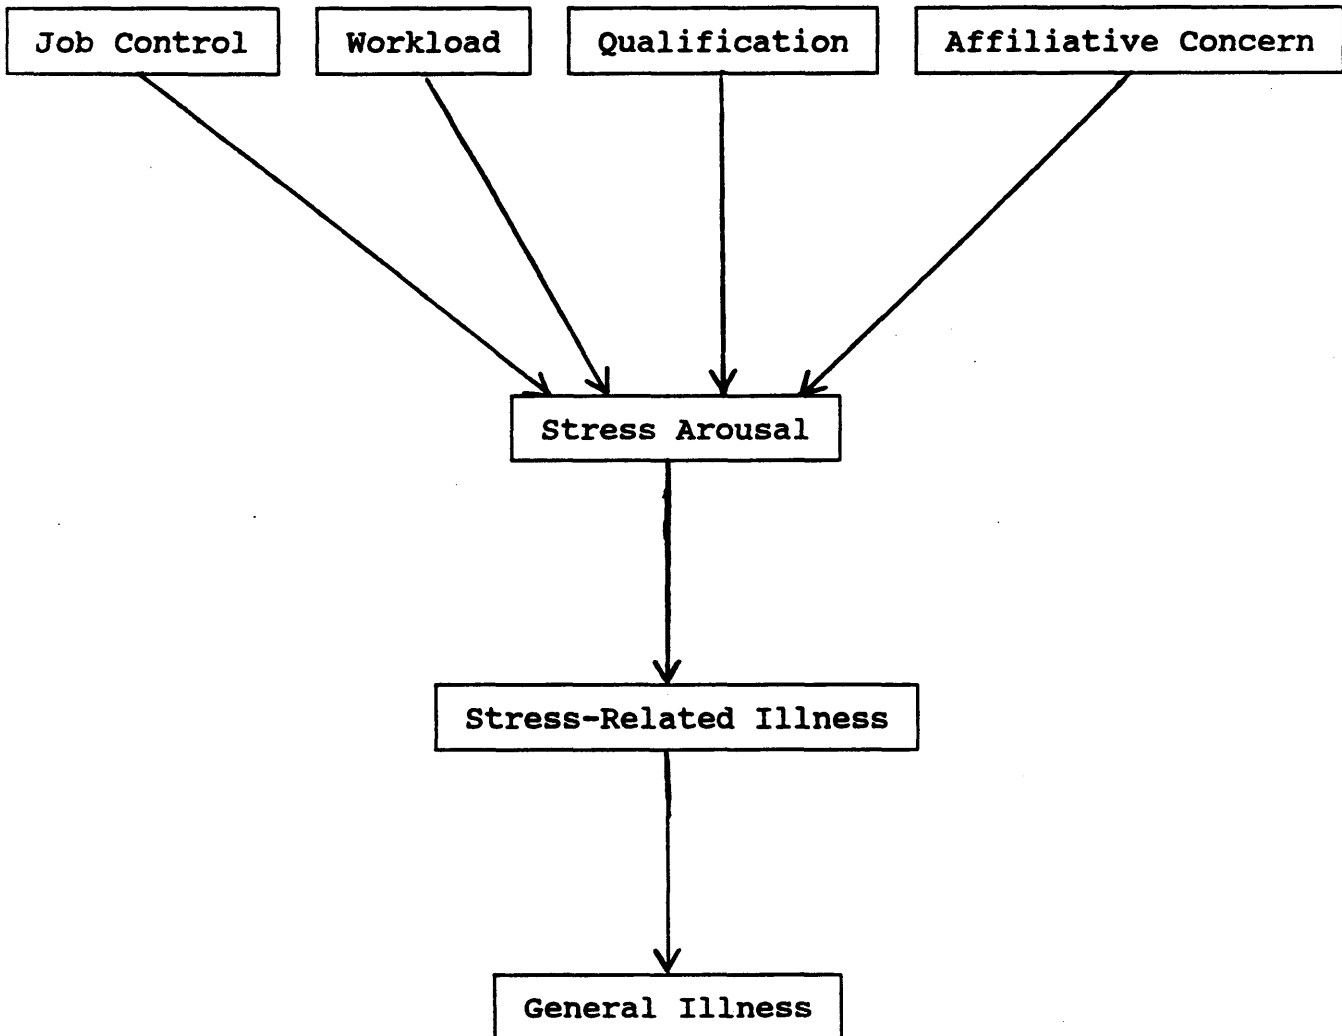 Job Control Workload Qualification Affiliative Concern
Stress Arousal
Stress-Related Illness
General Illness